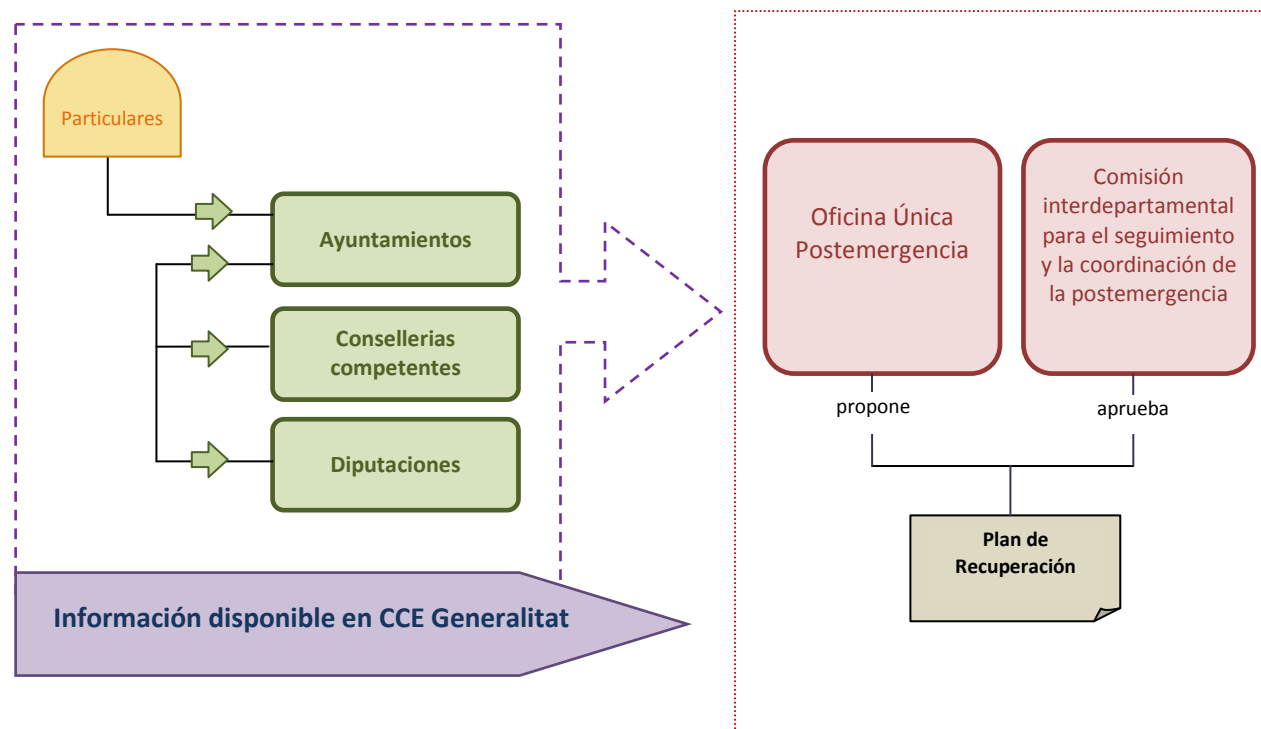 Particulares
Ayuntamientos
Consellerias
competentes
Diputaciones
Información disponible en CCE Generalitat
Oficina Única
Postemergencia
Comisión
interdepartamental
para el seguimiento
y la coordinación de
la postemergencia
propone
aprueba
Plan de
Recuperación